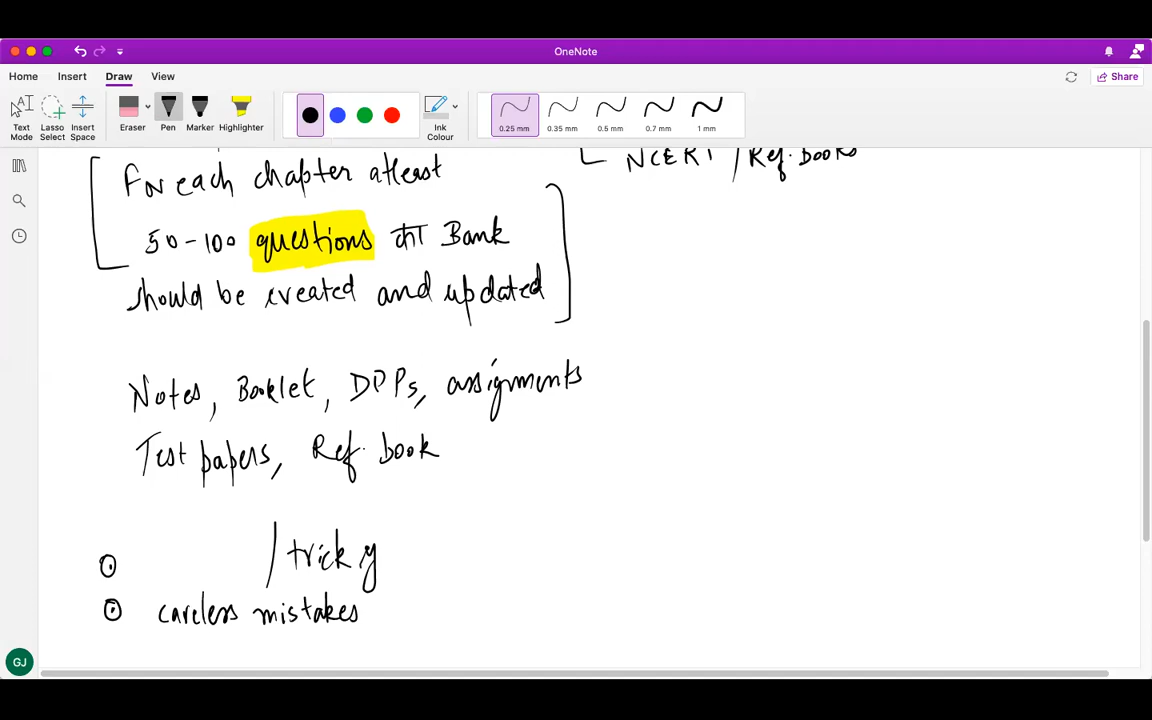 OneNote
Home Insert Draw View
Share
Text Mode
Lasso Select
Insert Space
Eraser
Pen
Marker
Highlighter
Ink Colour
0.25 mm
0.35 mm
0.5 mm
0.7 mm
1 mm
NCERT / Ref. Books
For each chapter atleast
50-100 questions Bank
should be created and updated
Notes, Booklet, DPPs, assignments
Test papers, Ref. book
/tricky
careless mistakes
GJ